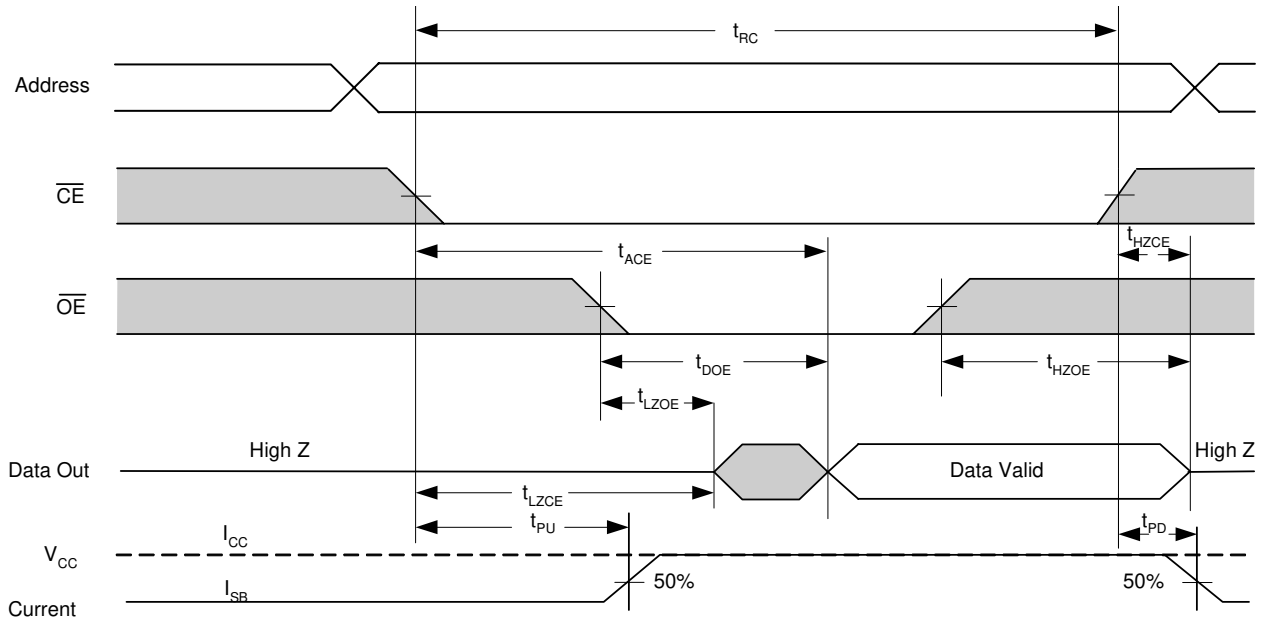 tRC
Address
CE
tHZCE
tACE
OE
tDOE
tHZOE
tLZOE
High Z
High Z
Data Out
Data Valid
tLZCE
tPU
tPD
ICC
VCC
50%
50%
ISB
Current